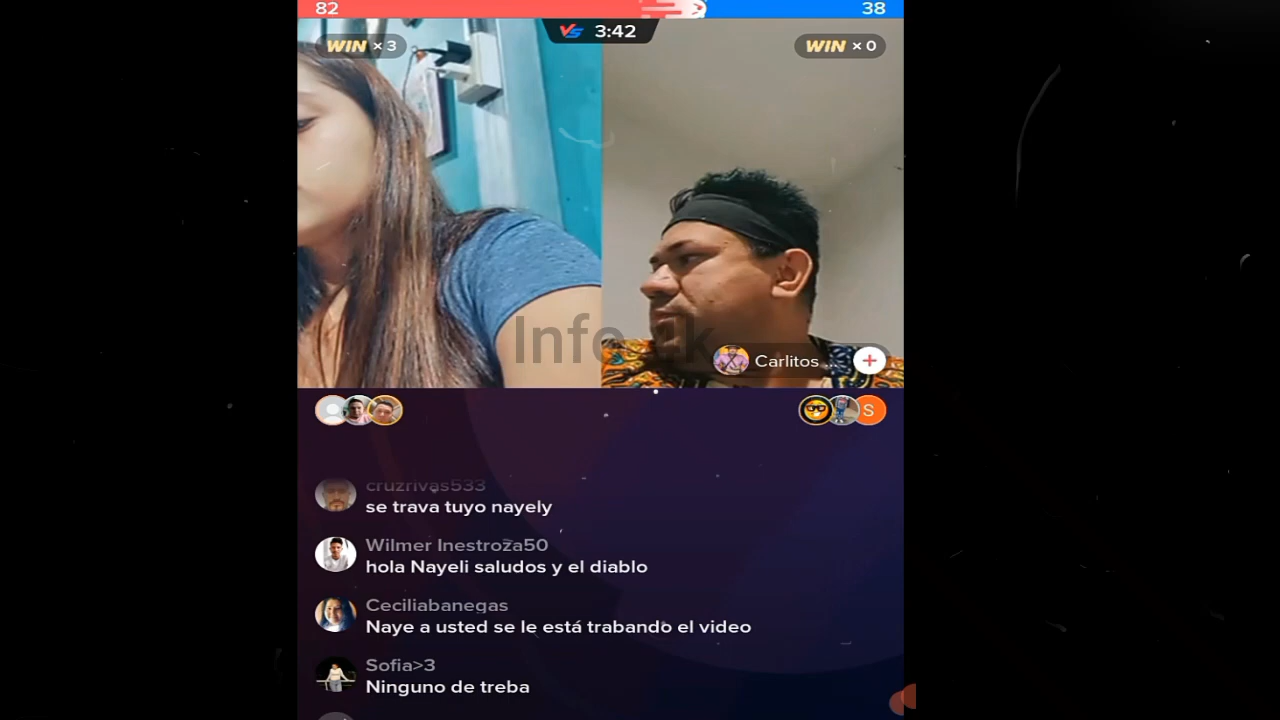 82
38
VS 3:42
WIN × 3
WIN × 0
Carlitos ...
S
cruzrivas533
se trava tuyo nayely
Wilmer Inestroza50
hola Nayeli saludos y el diablo
Ceciliabanegas
Naye a usted se le está trabando el video
Sofia>3
Ninguno de treba